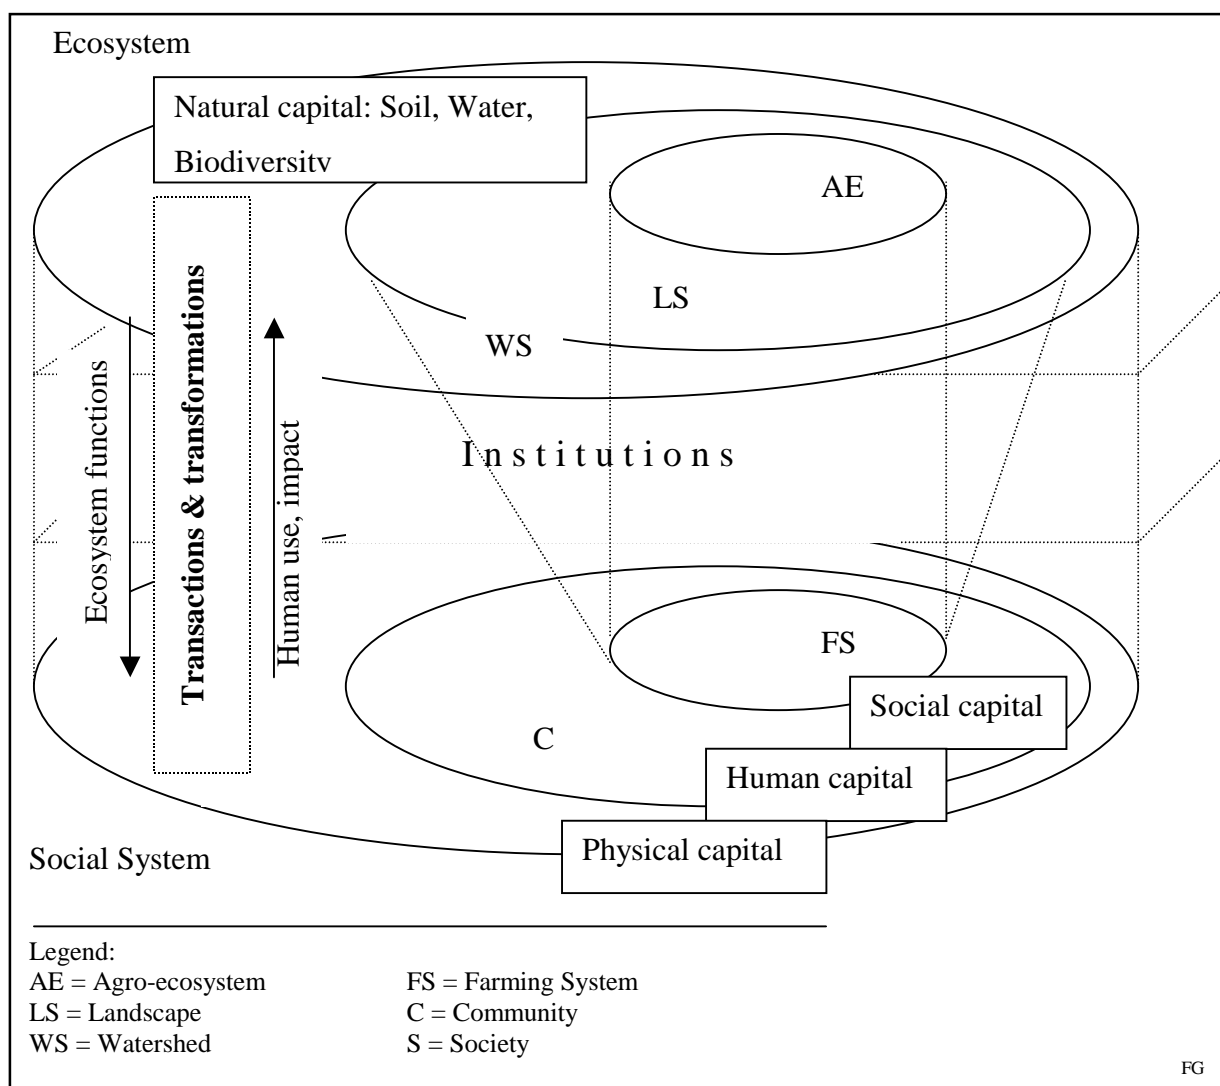 Ecosystem
Natural capital: Soil, Water,
Biodiversity
AE
LS
WS
Institutions
Ecosystem functions
Transactions & transformations
Human use, impact
FS
Social capital
C
Human capital
Physical capital
Social System
Legend:
AE = Agro-ecosystem FS = Farming System
LS = Landscape C = Community
WS = Watershed S = Society
FG